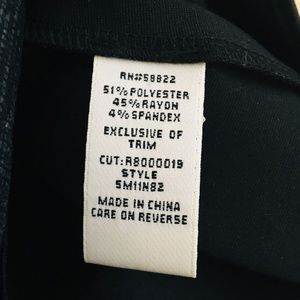 RN#58822
51% POLYESTER
45% RAYON
4% SPANDEX
EXCLUSIVE OF
TRIM
CUT:R8000019
STYLE
5M11N82
MADE IN CHINA
CARE ON REVERSE